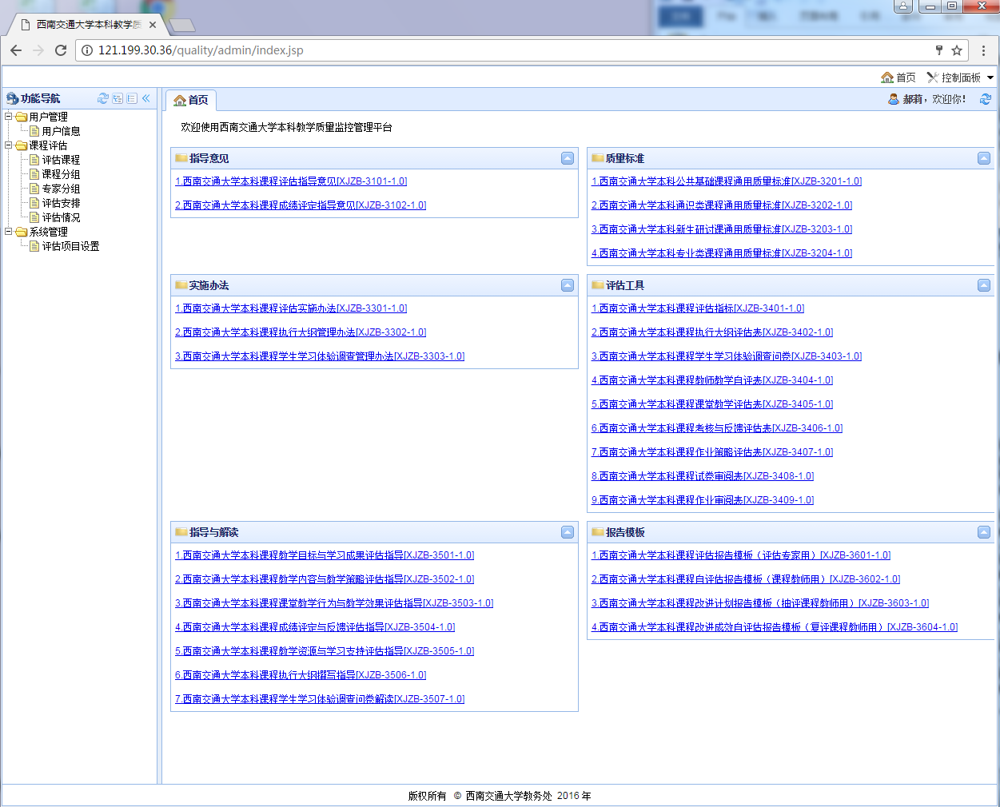 西南交通大学本科教学质
121.199.30.36/quality/admin/index.jsp
首页 控制面板
功能导航
首页
郝莉，欢迎你！
用户管理
用户信息
课程评估
评估课程
课程分组
专家分组
评估安排
评估情况
系统管理
评估项目设置
欢迎使用西南交通大学本科教学质量监控管理平台
指导意见
1.西南交通大学本科课程评估指导意见[XJZB-3101-1.0]
2.西南交通大学本科课程成绩评定指导意见[XJZB-3102-1.0]
质量标准
1.西南交通大学本科公共基础课程通用质量标准[XJZB-3201-1.0]
2.西南交通大学本科通识类课程通用质量标准[XJZB-3202-1.0]
3.西南交通大学本科新生研讨课通用质量标准[XJZB-3203-1.0]
4.西南交通大学本科专业类课程通用质量标准[XJZB-3204-1.0]
实施办法
1.西南交通大学本科课程评估实施办法[XJZB-3301-1.0]
2.西南交通大学本科课程执行大纲管理办法[XJZB-3302-1.0]
3.西南交通大学本科课程学生学习体验调查管理办法[XJZB-3303-1.0]
评估工具
1.西南交通大学本科课程评估指标[XJZB-3401-1.0]
2.西南交通大学本科课程执行大纲评估表[XJZB-3402-1.0]
3.西南交通大学本科课程学生学习体验调查问卷[XJZB-3403-1.0]
4.西南交通大学本科课程教师教学自评表[XJZB-3404-1.0]
5.西南交通大学本科课程课堂教学评估表[XJZB-3405-1.0]
6.西南交通大学本科课程考核与反馈评估表[XJZB-3406-1.0]
7.西南交通大学本科课程作业策略评估表[XJZB-3407-1.0]
8.西南交通大学本科课程试卷审阅表[XJZB-3408-1.0]
9.西南交通大学本科课程作业审阅表[XJZB-3409-1.0]
指导与解读
1.西南交通大学本科课程教学目标与学习成果评估指导[XJZB-3501-1.0]
2.西南交通大学本科课程教学内容与教学策略评估指导[XJZB-3502-1.0]
3.西南交通大学本科课程课堂教学行为与教学效果评估指导[XJZB-3503-1.0]
4.西南交通大学本科课程成绩评定与反馈评估指导[XJZB-3504-1.0]
5.西南交通大学本科课程教学资源与学习支持评估指导[XJZB-3505-1.0]
6.西南交通大学本科课程执行大纲撰写指导[XJZB-3506-1.0]
7.西南交通大学本科课程学生学习体验调查问卷解读[XJZB-3507-1.0]
报告模板
1.西南交通大学本科课程评估报告模板（评估专家用）[XJZB-3601-1.0]
2.西南交通大学本科课程自评估报告模板（课程教师用）[XJZB-3602-1.0]
3.西南交通大学本科课程改进计划报告模板（抽评课程教师用）[XJZB-3603-1.0]
4.西南交通大学本科课程改进成效自评估报告模板（复评课程教师用）[XJZB-3604-1.0]
版权所有 © 西南交通大学教务处 2016 年